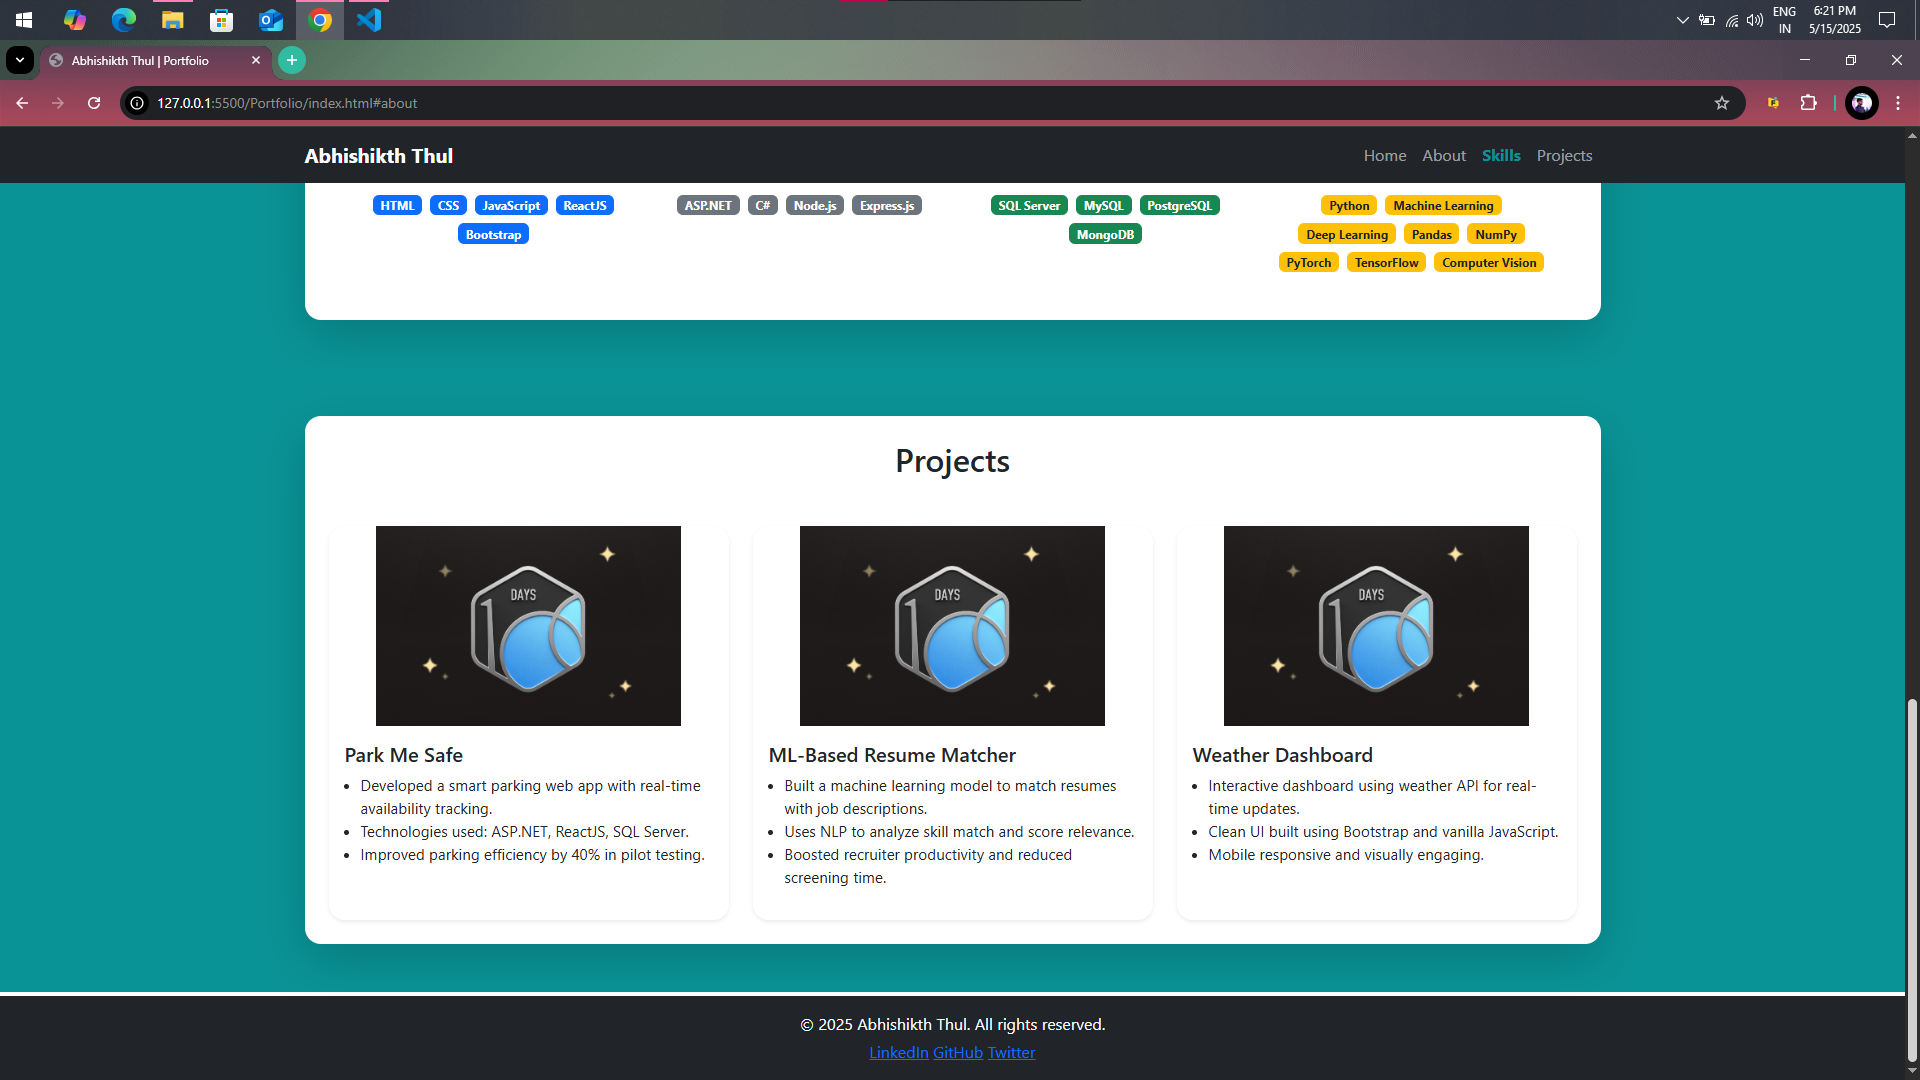 ENG
IN
6:21 PM
5/15/2025
Abhishikth Thul | Portfolio
127.0.0.1:5500/Portfolio/index.html#about
Abhishikth Thul
Home About Skills Projects
HTML CSS JavaScript ReactJS
Bootstrap
ASP.NET C# Node.js Express.js
SQL Server MySQL PostgreSQL
MongoDB
Python Machine Learning
Deep Learning Pandas NumPy
PyTorch TensorFlow Computer Vision
Projects
DAYS
100
Park Me Safe
• Developed a smart parking web app with real-time
availability tracking.
• Technologies used: ASP.NET, ReactJS, SQL Server.
• Improved parking efficiency by 40% in pilot testing.
DAYS
100
ML-Based Resume Matcher
• Built a machine learning model to match resumes
with job descriptions.
• Uses NLP to analyze skill match and score relevance.
• Boosted recruiter productivity and reduced
screening time.
DAYS
100
Weather Dashboard
• Interactive dashboard using weather API for real-
time updates.
• Clean UI built using Bootstrap and vanilla JavaScript.
• Mobile responsive and visually engaging.
© 2025 Abhishikth Thul. All rights reserved.
LinkedIn GitHub Twitter